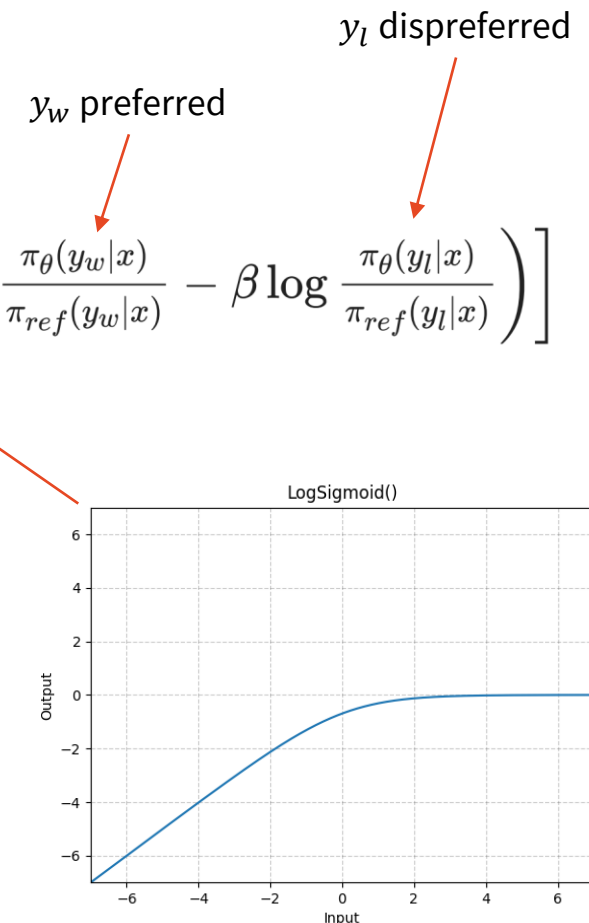 y_l dispreferred
y_w preferred
π_θ(y_w|x) / π_ref(y_w|x) − β log π_θ(y_l|x) / π_ref(y_l|x) ) ]
LogSigmoid()
6
4
2
0
−2
−4
−6
Output
−6 −4 −2 0 2 4 6
Input